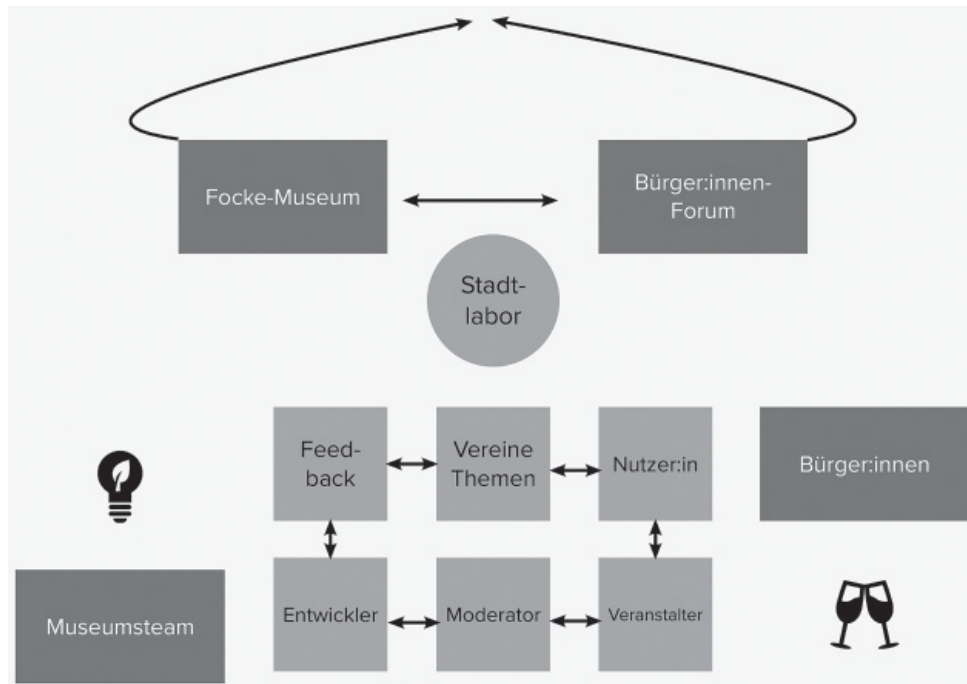 Focke-Museum
Bürger:innen-
Forum
Stadt-
labor
Feed-
back
Vereine
Themen
Nutzer:in
Bürger:innen
Museumsteam
Entwickler
Moderator
Veranstalter